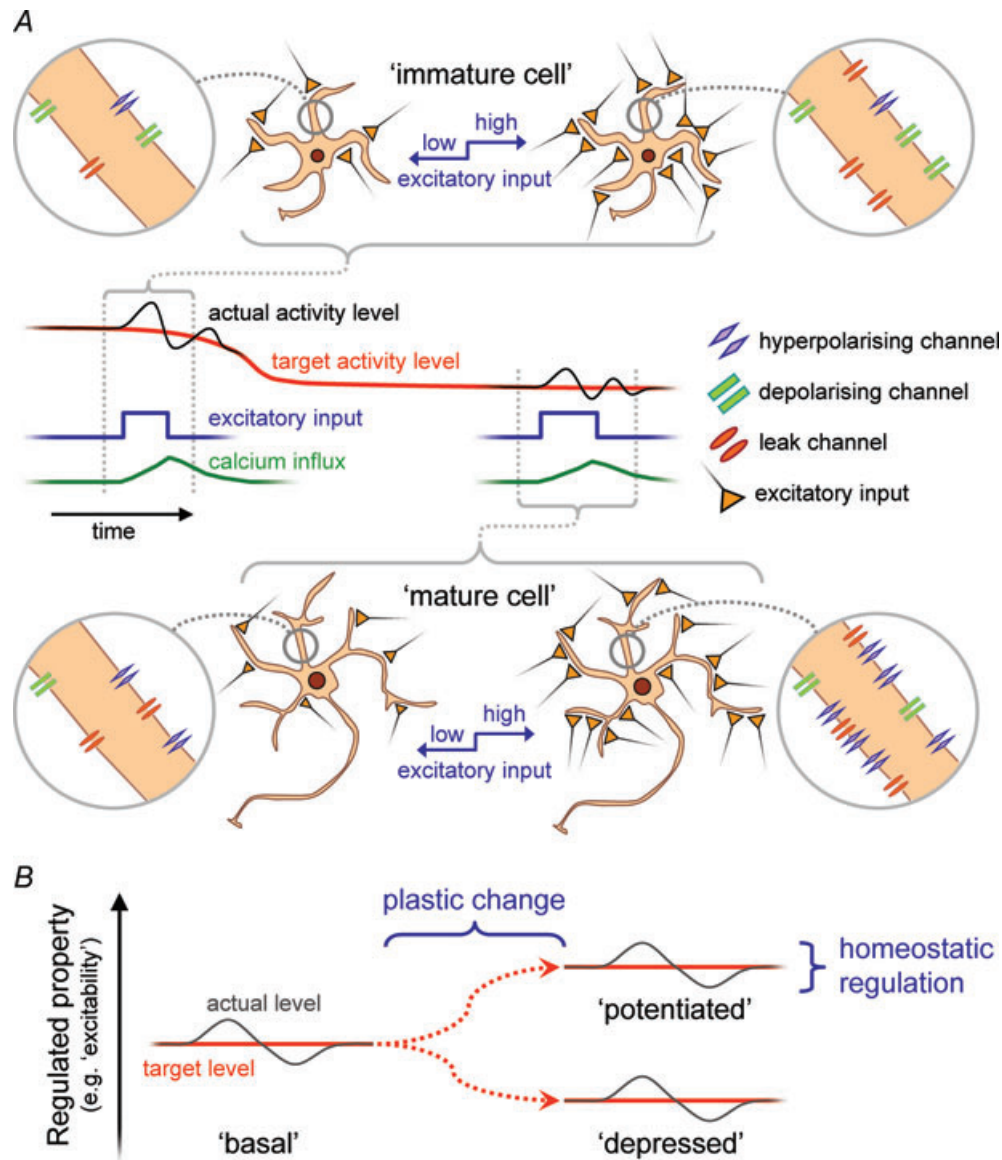 A
'immature cell'
low
high
excitatory input
actual activity level
target activity level
excitatory input
calcium influx
time
hyperpolarising channel
depolarising channel
leak channel
excitatory input
'mature cell'
low
high
excitatory input
B
Regulated property
(e.g. 'excitability')
actual level
target level
'basal'
plastic change
'potentiated'
'depressed'
homeostatic
regulation